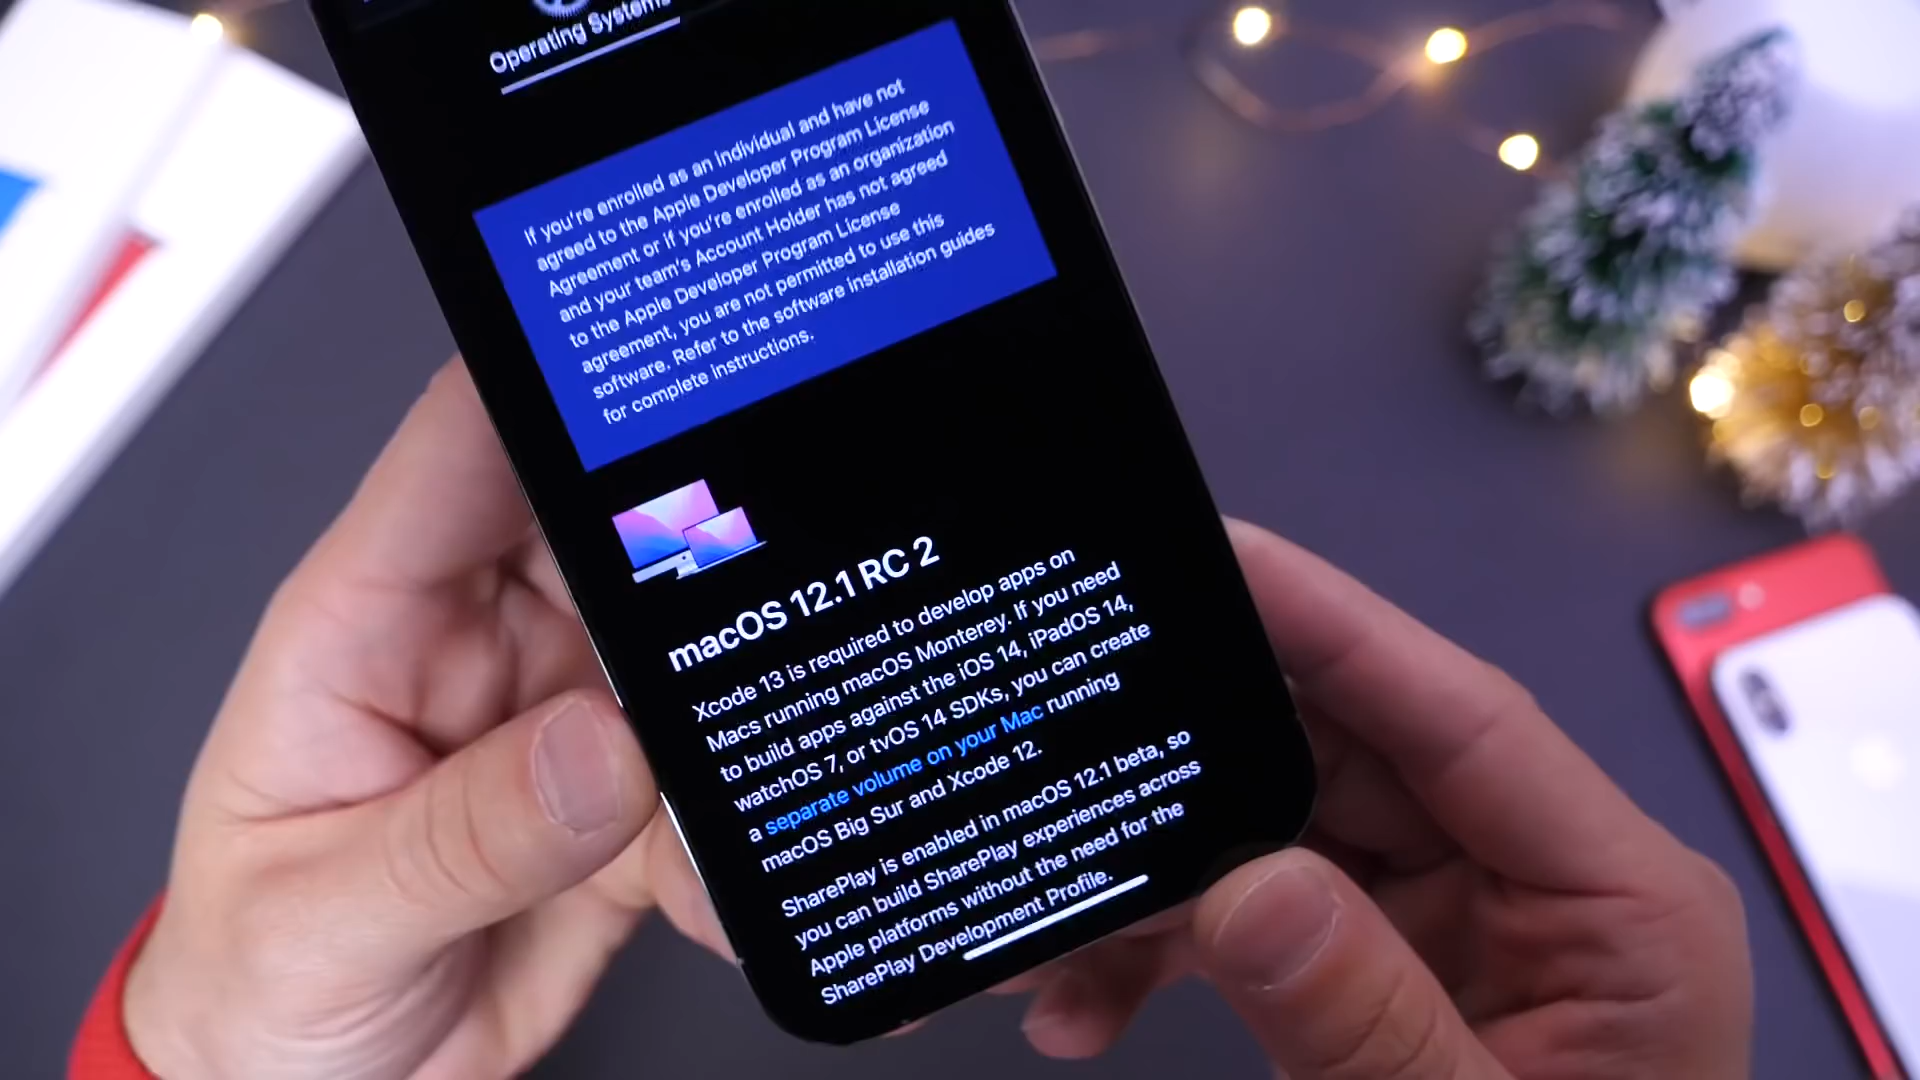 Operating Systems
If you're enrolled as an individual and have not
agreed to the Apple Developer Program License
Agreement or if you're enrolled as an organization
and your team's Account Holder has not agreed
to the Apple Developer Program License
agreement, you are not permitted to use this
software. Refer to the software installation guides
for complete instructions.
macOS 12.1 RC 2
Xcode 13 is required to develop apps on
Macs running macOS Monterey. If you need
to build apps against the iOS 14, iPadOS 14,
watchOS 7, or tvOS 14 SDKs, you can create
a separate volume on your Mac running
macOS Big Sur and Xcode 12.
SharePlay is enabled in macOS 12.1 beta, so
you can build SharePlay experiences across
Apple platforms without the need for the
SharePlay Development Profile.